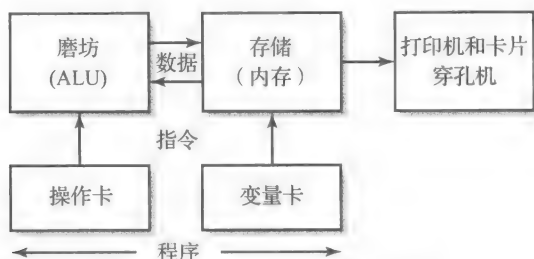 磨坊
(ALU)
数据
存储
（内存）
打印机和卡片
穿孔机
指令
操作卡
变量卡
程序